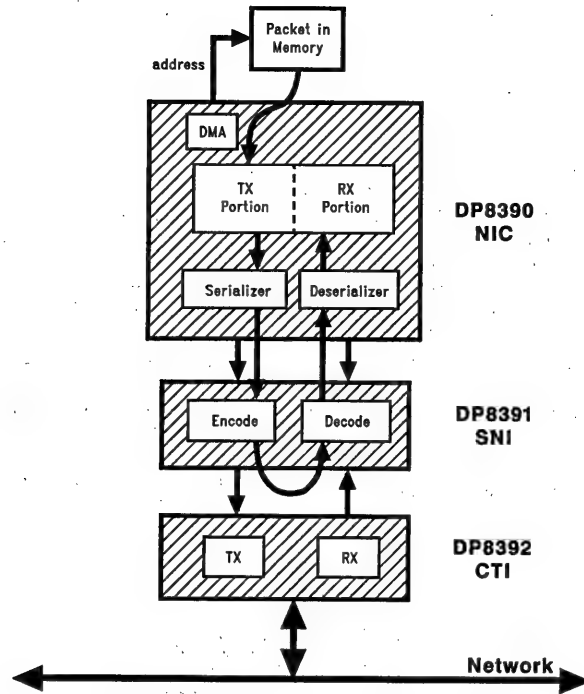 Packet in
Memory
address
DMA
TX
Portion
RX
Portion
DP8390
NIC
Serializer
Deserializer
Encode
Decode
DP8391
SNI
TX
RX
DP8392
CTI
Network